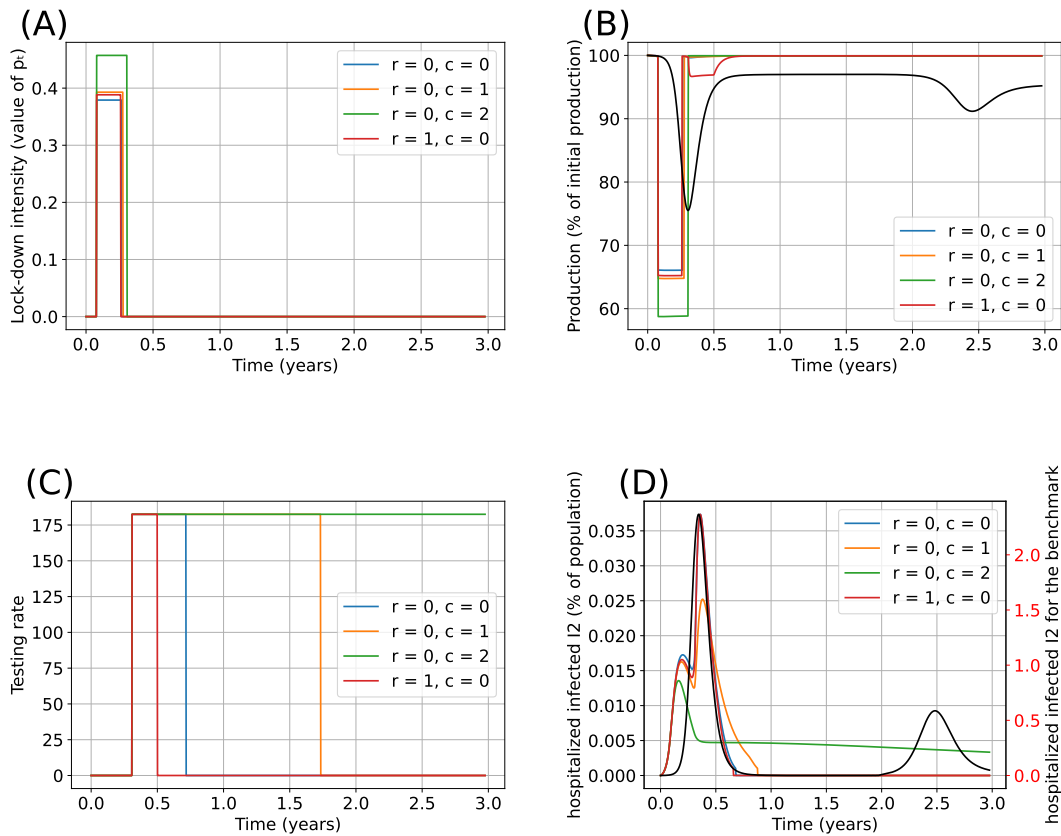 (A)
Lock-down intensity (value of pₜ)
0.4
0.3
0.2
0.1
0.0
r = 0, c = 0
r = 0, c = 1
r = 0, c = 2
r = 1, c = 0
0.0 0.5 1.0 1.5 2.0 2.5 3.0
Time (years)
(B)
Production (% of initial production)
100
90
80
70
60
r = 0, c = 0
r = 0, c = 1
r = 0, c = 2
r = 1, c = 0
0.0 0.5 1.0 1.5 2.0 2.5 3.0
Time (years)
(C)
Testing rate
175
150
125
100
75
50
25
0
r = 0, c = 0
r = 0, c = 1
r = 0, c = 2
r = 1, c = 0
0.0 0.5 1.0 1.5 2.0 2.5 3.0
Time (years)
(D)
hospitalized infected I2 (% of population)
0.035
0.030
0.025
0.020
0.015
0.010
0.005
0.000
r = 0, c = 0
r = 0, c = 1
r = 0, c = 2
r = 1, c = 0
2.0
1.5
1.0
0.5
0.0
hospitalized infected I2 for the benchmark
0.0 0.5 1.0 1.5 2.0 2.5 3.0
Time (years)